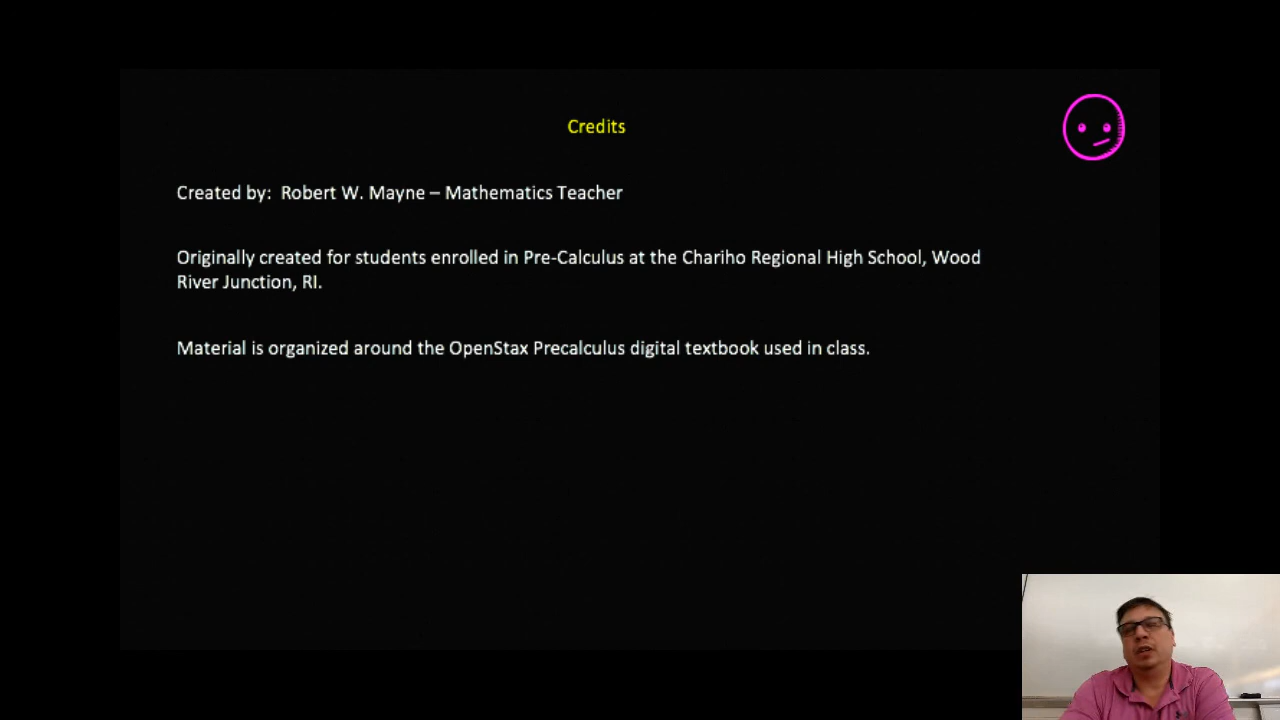 Credits
Created by:  Robert W. Mayne – Mathematics Teacher
Originally created for students enrolled in Pre-Calculus at the Chariho Regional High School, Wood
River Junction, RI.
Material is organized around the OpenStax Precalculus digital textbook used in class.